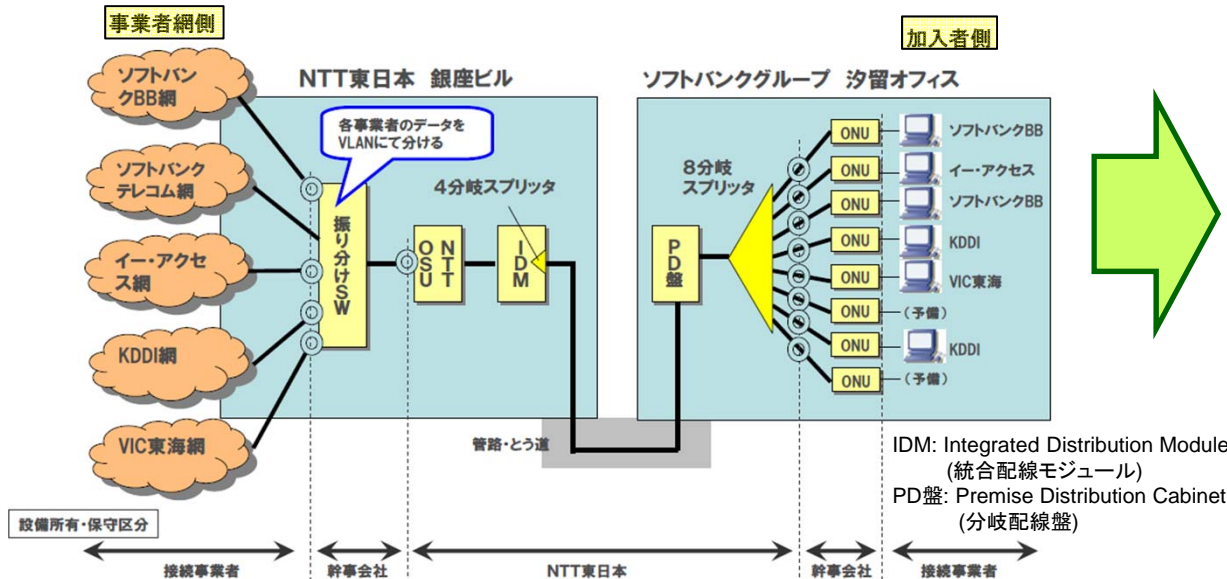 事業者網側
加入者側
ソフトバン
クBB網
ソフトバンク
テレコム網
イー・アクセ
ス網
KDDI網
VIC東海網
NTT東日本 銀座ビル
各事業者のデータを
VLANにて分ける
振り分けSW
4分岐スプリッタ
NTT
OSU
IDM
管路・とう道
ソフトバンクグループ 汐留オフィス
8分岐
スプリッタ
PD盤
ONU ソフトバンクBB
ONU イー・アクセス
ONU ソフトバンクBB
ONU KDDI
ONU VIC東海
ONU (予備)
ONU KDDI
ONU (予備)
IDM: Integrated Distribution Module
(統合配線モジュール)
PD盤: Premise Distribution Cabinet
(分岐配線盤)
設備所有・保守区分
接続事業者
幹事会社
NTT東日本
幹事会社
接続事業者